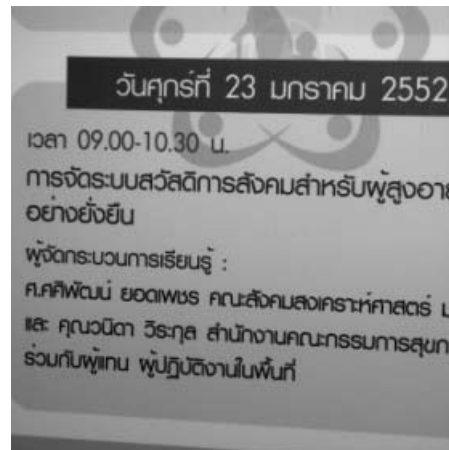 วันศุกร์ที่ 23 มกราคม 2552
เวลา 09.00-10.30 น.
การจัดระบบสวัสดิการสังคมสำหรับผู้สูงอาย
อย่างยั่งยืน
ผู้จัดกระบวนการเรียนรู้ :
ศ.ศศิพัฒน์ ยอดเพชร คณะสังคมสงเคราะห์ศาสตร์ ม
และ คุณวนิดา วิระกุล สำนักงานคณะกรรมการสุขภ
ร่วมกับผู้แทน ผู้ปฏิบัติงานในพื้นที่